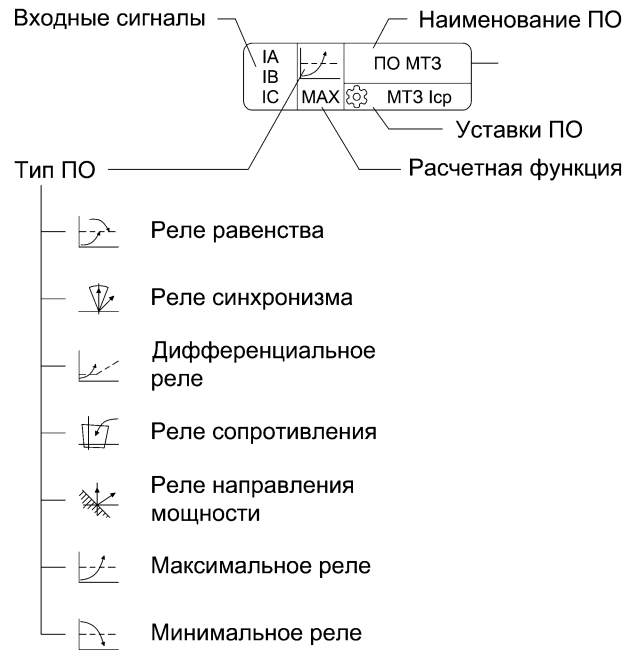 Входные сигналы
Наименование ПО
IA
IB
IC
MAX
ПО МТЗ
МТЗ Iср
Уставки ПО
Расчетная функция
Тип ПО
Реле равенства
Реле синхронизма
Дифференциальное
реле
Реле сопротивления
Реле направления
мощности
Максимальное реле
Минимальное реле